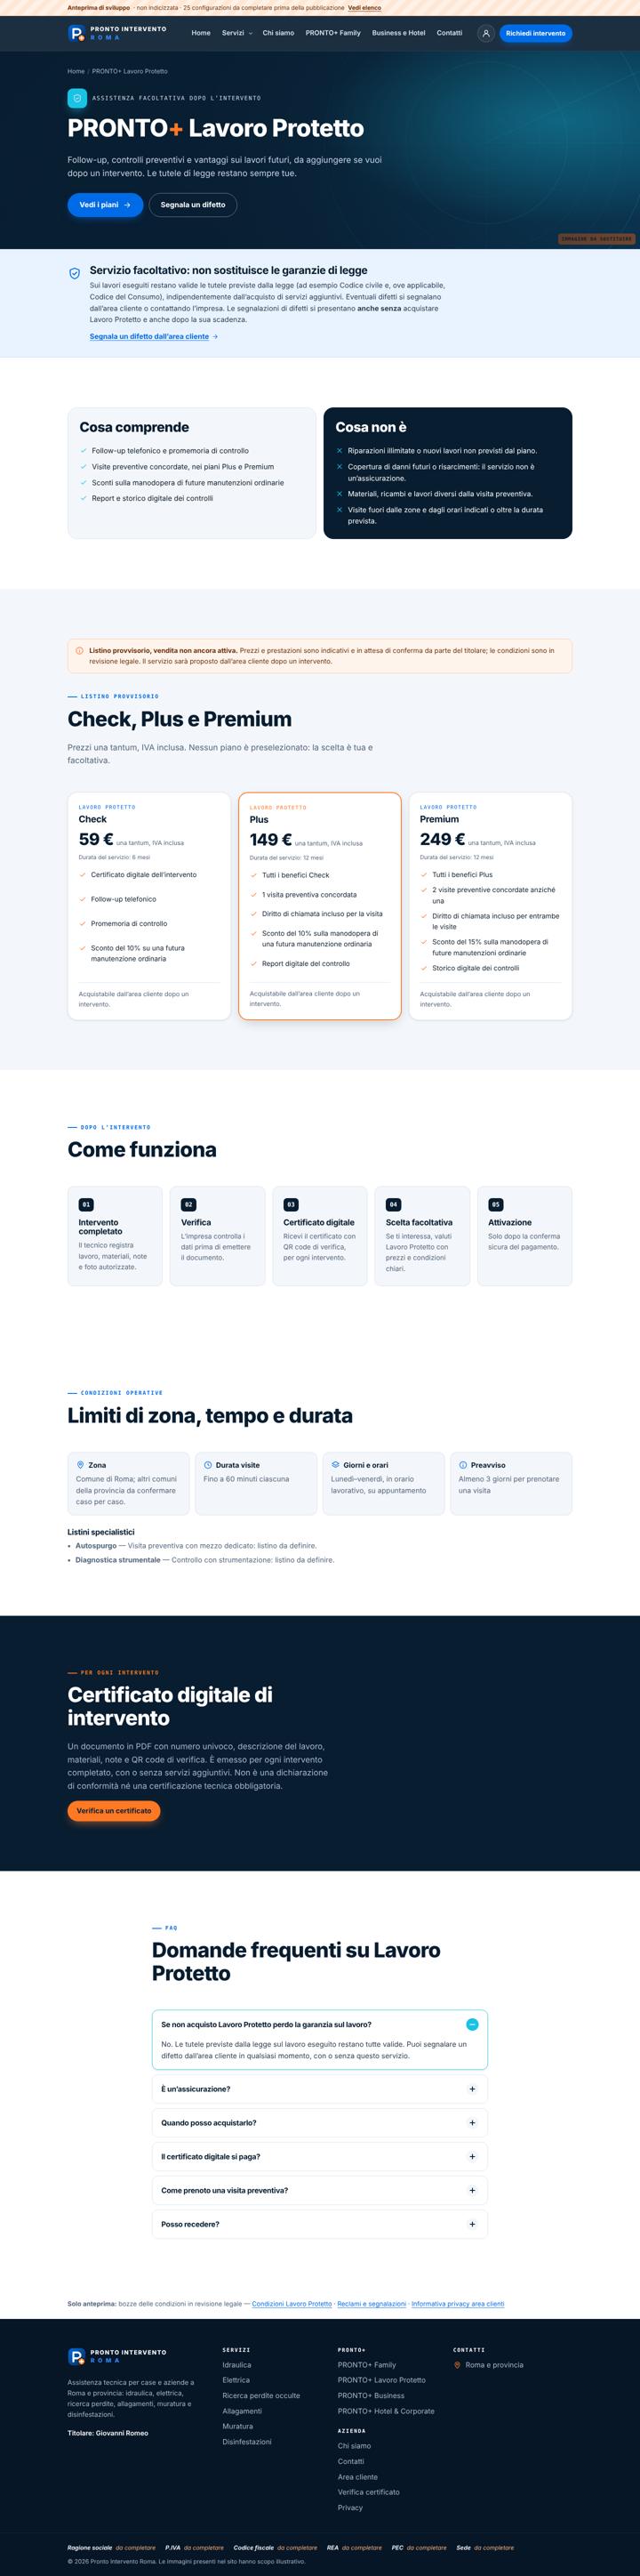 Anteprima di sviluppo · non indicizzata · 25 configurazioni da completare prima della pubblicazione Vedi elenco
PRONTO INTERVENTO
ROMA
Home Servizi Chi siamo PRONTO+ Family Business e Hotel Contatti Richiedi intervento
Home / PRONTO+ Lavoro Protetto
ASSISTENZA FACOLTATIVA DOPO L'INTERVENTO
PRONTO+ Lavoro Protetto
Follow-up, controlli preventivi e vantaggi sui lavori futuri, da aggiungere se vuoi
dopo un intervento. Le tutele di legge restano sempre tue.
Vedi i piani → Segnala un difetto
IMMAGINE DA SOSTITUIRE
Servizio facoltativo: non sostituisce le garanzie di legge
Sui lavori eseguiti restano valide le tutele previste dalla legge (ad esempio Codice civile e, ove applicabile,
Codice del Consumo), indipendentemente dall'acquisto di servizi aggiuntivi. Eventuali difetti si segnalano
dall'area cliente o contattando l'impresa. Le segnalazioni di difetti si presentano anche senza acquistare
Lavoro Protetto e anche dopo la sua scadenza.
Segnala un difetto dall'area cliente →
Cosa comprende
Follow-up telefonico e promemoria di controllo
Visite preventive concordate, nei piani Plus e Premium
Sconti sulla manodopera di future manutenzioni ordinarie
Report e storico digitale dei controlli
Cosa non è
Riparazioni illimitate o nuovi lavori non previsti dal piano.
Copertura di danni futuri o risarcimenti: il servizio non è
un'assicurazione.
Materiali, ricambi e lavori diversi dalla visita preventiva.
Visite fuori dalle zone e dagli orari indicati o oltre la durata
prevista.
Listino provvisorio, vendita non ancora attiva. Prezzi e prestazioni sono indicativi e in attesa di conferma da parte del titolare; le condizioni sono in
revisione legale. Il servizio sarà proposto dall'area cliente dopo un intervento.
LISTINO PROVVISORIO
Check, Plus e Premium
Prezzi una tantum, IVA inclusa. Nessun piano è preselezionato: la scelta è tua e
facoltativa.
LAVORO PROTETTO
Check
59 € una tantum, IVA inclusa
Durata del servizio: 6 mesi
Certificato digitale dell'intervento
Follow-up telefonico
Promemoria di controllo
Sconto del 10% su una futura
manutenzione ordinaria
Acquistabile dall'area cliente dopo un
intervento.
LAVORO PROTETTO
Plus
149 € una tantum, IVA inclusa
Durata del servizio: 12 mesi
Tutti i benefici Check
1 visita preventiva concordata
Diritto di chiamata incluso per la visita
Sconto del 10% sulla manodopera di
una futura manutenzione ordinaria
Report digitale del controllo
Acquistabile dall'area cliente dopo un
intervento.
LAVORO PROTETTO
Premium
249 € una tantum, IVA inclusa
Durata del servizio: 12 mesi
Tutti i benefici Plus
2 visite preventive concordate anziché
una
Diritto di chiamata incluso per entrambe
le visite
Sconto del 15% sulla manodopera di
future manutenzioni ordinarie
Storico digitale dei controlli
Acquistabile dall'area cliente dopo un
intervento.
DOPO L'INTERVENTO
Come funziona
01
Intervento
completato
Il tecnico registra
lavoro, materiali, note
e foto autorizzate.
02
Verifica
L'impresa controlla i
dati prima di emettere
il documento.
03
Certificato digitale
Ricevi il certificato con
QR code di verifica,
per ogni intervento.
04
Scelta facoltativa
Se ti interessa, valuti
Lavoro Protetto con
prezzi e condizioni
chiari.
05
Attivazione
Solo dopo la conferma
sicura del pagamento.
CONDIZIONI OPERATIVE
Limiti di zona, tempo e durata
Zona
Comune di Roma; altri comuni
della provincia da confermare
caso per caso.
Durata visite
Fino a 60 minuti ciascuna
Giorni e orari
Lunedì–venerdì, in orario
lavorativo, su appuntamento
Preavviso
Almeno 3 giorni per prenotare
una visita
Listini specialistici
• Autospurgo — Visita preventiva con mezzo dedicato: listino da definire.
• Diagnostica strumentale — Controllo con strumentazione: listino da definire.
PER OGNI INTERVENTO
Certificato digitale di
intervento
Un documento in PDF con numero univoco, descrizione del lavoro,
materiali, note e QR code di verifica. È emesso per ogni intervento
completato, con o senza servizi aggiuntivi. Non è una dichiarazione
di conformità né una certificazione tecnica obbligatoria.
Verifica un certificato
FAQ
Domande frequenti su Lavoro
Protetto
Se non acquisto Lavoro Protetto perdo la garanzia sul lavoro?
No. Le tutele previste dalla legge sul lavoro eseguito restano tutte valide. Puoi segnalare un
difetto dall'area cliente in qualsiasi momento, con o senza questo servizio.
È un'assicurazione?
Quando posso acquistarlo?
Il certificato digitale si paga?
Come prenoto una visita preventiva?
Posso recedere?
Solo anteprima: bozze delle condizioni in revisione legale — Condizioni Lavoro Protetto · Reclami e segnalazioni · Informativa privacy area clienti
PRONTO INTERVENTO
ROMA
Assistenza tecnica per case e aziende a
Roma e provincia: idraulica, elettrica,
ricerca perdite, allagamenti, muratura e
disinfestazioni.
Titolare: Giovanni Romeo
SERVIZI
Idraulica
Elettrica
Ricerca perdite occulte
Allagamenti
Muratura
Disinfestazioni
PRONTO+
PRONTO+ Family
PRONTO+ Lavoro Protetto
PRONTO+ Business
PRONTO+ Hotel & Corporate
AZIENDA
Chi siamo
Contatti
Area cliente
Verifica certificato
Privacy
CONTATTI
Roma e provincia
Ragione sociale da completare P.IVA da completare Codice fiscale da completare REA da completare PEC da completare Sede da completare
© 2026 Pronto Intervento Roma. Le immagini presenti nel sito hanno scopo illustrativo.